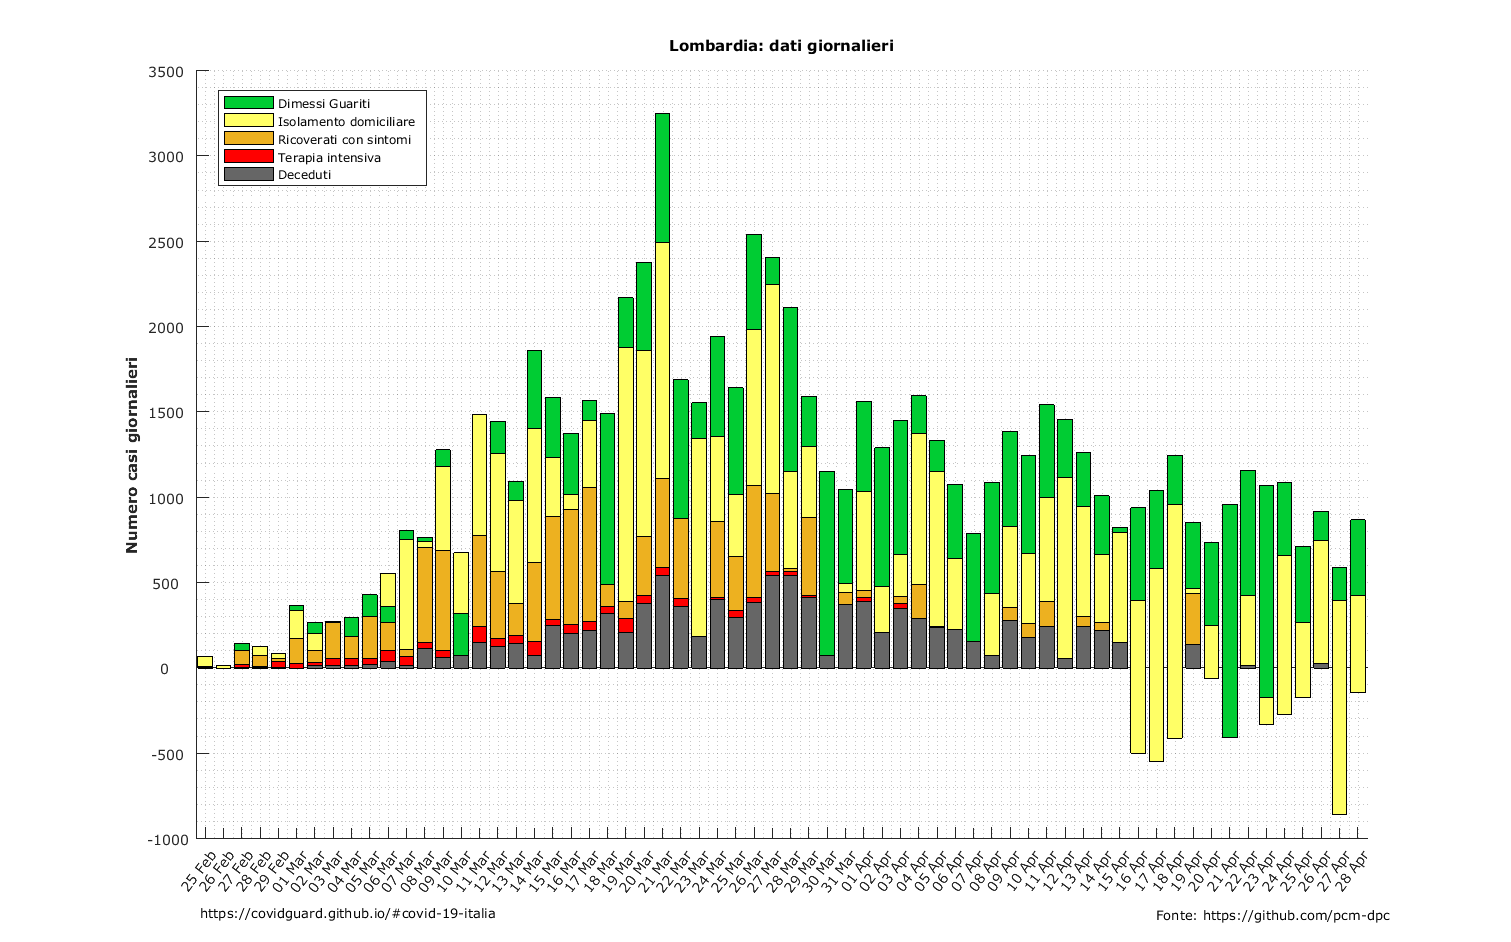 Lombardia: dati giornalieri
3500
3000
2500
2000
1500
1000
500
0
-500
-1000
Numero casi giornalieri
Dimessi Guariti
Isolamento domiciliare
Ricoverati con sintomi
Terapia intensiva
Deceduti
25 Feb
26 Feb
27 Feb
28 Feb
29 Feb
01 Mar
02 Mar
03 Mar
04 Mar
05 Mar
06 Mar
07 Mar
08 Mar
09 Mar
10 Mar
11 Mar
12 Mar
13 Mar
14 Mar
15 Mar
16 Mar
17 Mar
18 Mar
19 Mar
20 Mar
21 Mar
22 Mar
23 Mar
24 Mar
25 Mar
26 Mar
27 Mar
28 Mar
29 Mar
30 Mar
31 Mar
01 Apr
02 Apr
03 Apr
04 Apr
05 Apr
06 Apr
07 Apr
08 Apr
09 Apr
10 Apr
11 Apr
12 Apr
13 Apr
14 Apr
15 Apr
16 Apr
17 Apr
18 Apr
19 Apr
20 Apr
21 Apr
22 Apr
23 Apr
24 Apr
25 Apr
26 Apr
27 Apr
28 Apr
https://covidguard.github.io/#covid-19-italia
Fonte: https://github.com/pcm-dpc